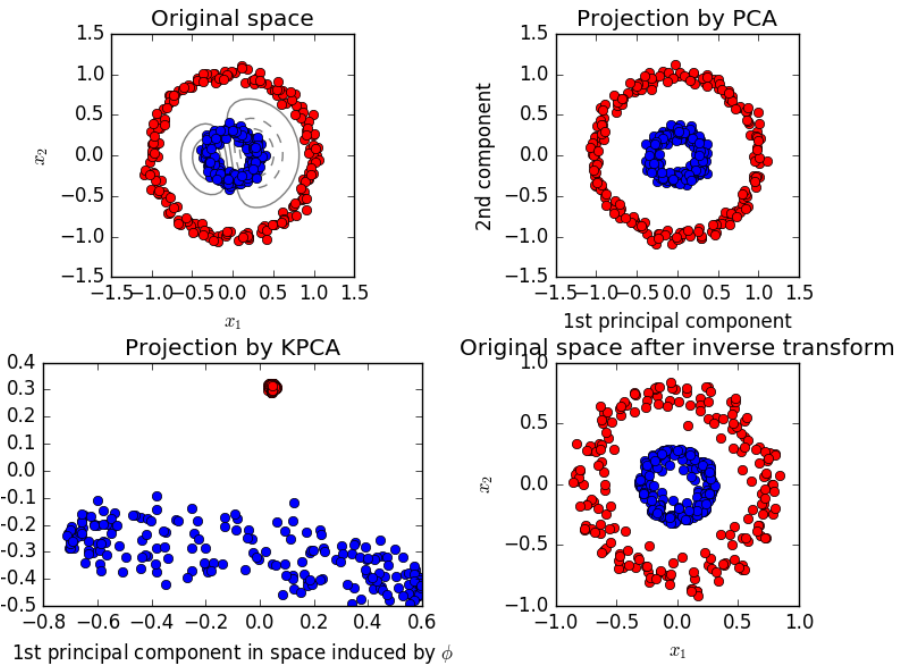 Original space
1.5
1.0
0.5
0.0
−0.5
−1.0
−1.5
x₂
−1.5 −1.0 −0.5 0.0 0.5 1.0 1.5
x₁
Projection by PCA
1.5
1.0
0.5
0.0
−0.5
−1.0
−1.5
2nd component
−1.5 −1.0 −0.5 0.0 0.5 1.0 1.5
1st principal component
Projection by KPCA
0.4
0.3
0.2
0.1
0.0
-0.1
-0.2
-0.3
-0.4
-0.5
−0.8 −0.6 −0.4 −0.2 0.0 0.2 0.4 0.6
1st principal component in space induced by ϕ
Original space after inverse transform
1.0
0.5
0.0
−0.5
−1.0
x₂
−1.0 −0.5 0.0 0.5 1.0
x₁